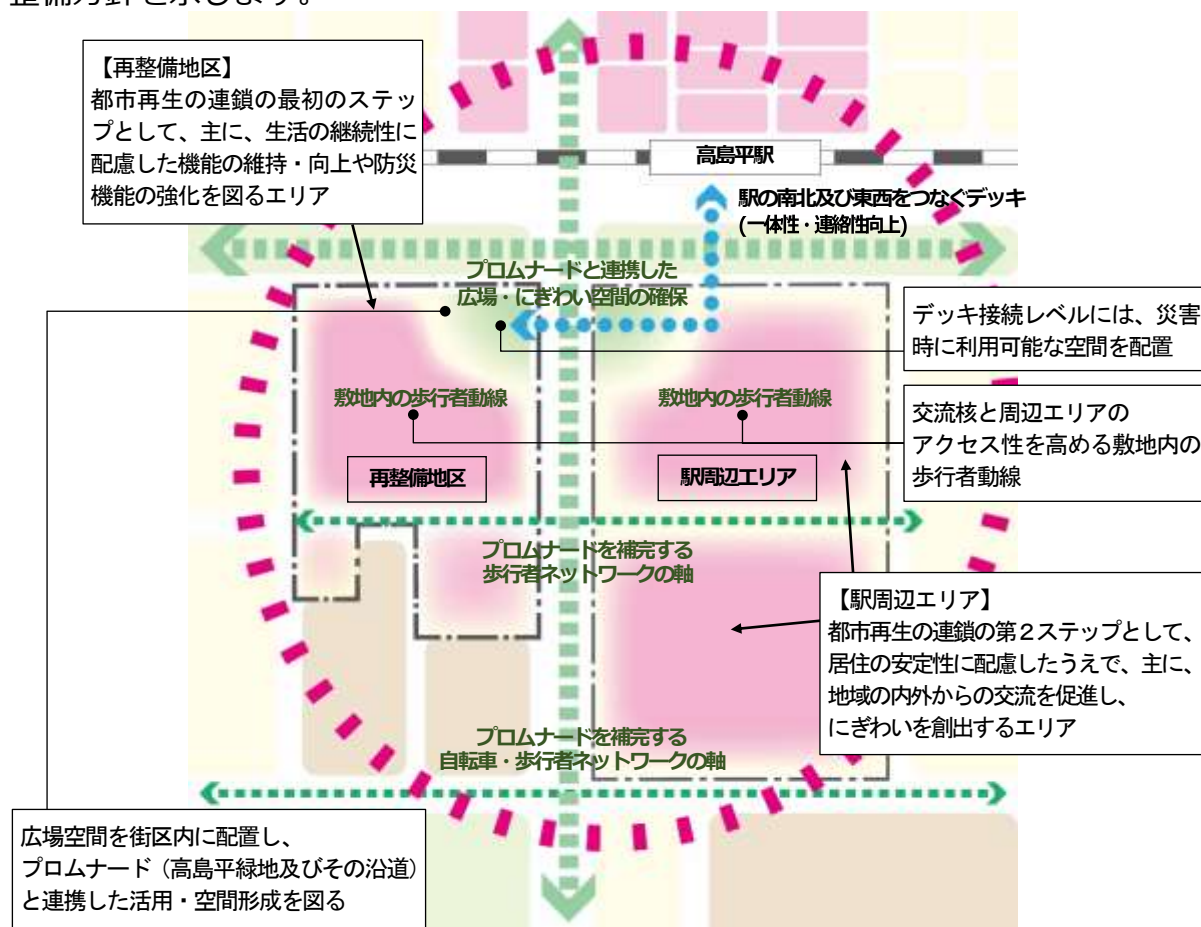 整備方針を示します。
【再整備地区】
都市再生の連鎖の最初のステッ
プとして、主に、生活の継続性に
配慮した機能の維持・向上や防災
機能の強化を図るエリア
高島平駅
駅の南北及び東西をつなぐデッキ
(一体性・連絡性向上)
プロムナードと連携した
広場・にぎわい空間の確保
デッキ接続レベルには、災害
時に利用可能な空間を配置
敷地内の歩行者動線
敷地内の歩行者動線
交流核と周辺エリアの
アクセス性を高める敷地内の
歩行者動線
再整備地区
駅周辺エリア
プロムナードを補完する
歩行者ネットワークの軸
【駅周辺エリア】
都市再生の連鎖の第2ステップとして、
居住の安定性に配慮したうえで、主に、
地域の内外からの交流を促進し、
にぎわいを創出するエリア
プロムナードを補完する
自転車・歩行者ネットワークの軸
広場空間を街区内に配置し、
プロムナード（高島平緑地及びその沿道）
と連携した活用・空間形成を図る